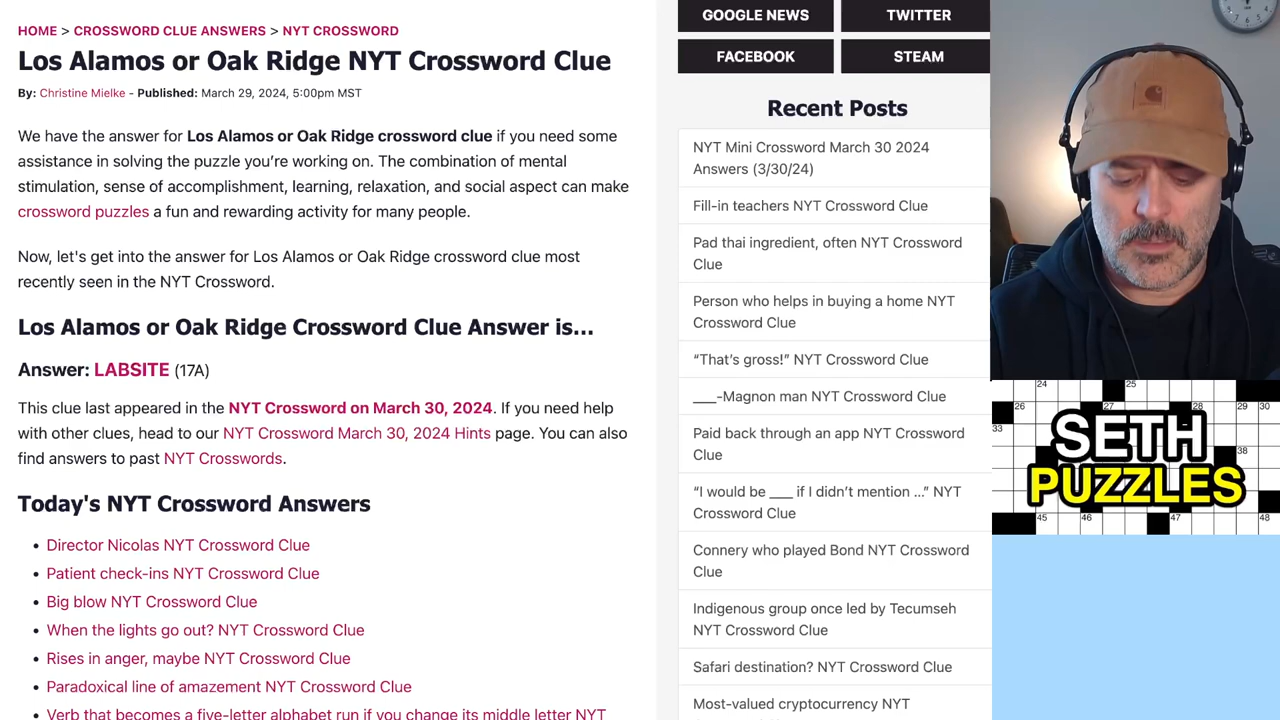 HOME > CROSSWORD CLUE ANSWERS > NYT CROSSWORD
Los Alamos or Oak Ridge NYT Crossword Clue
By: Christine Mielke - Published: March 29, 2024, 5:00pm MST
We have the answer for Los Alamos or Oak Ridge crossword clue if you need some
assistance in solving the puzzle you’re working on. The combination of mental
stimulation, sense of accomplishment, learning, relaxation, and social aspect can make
crossword puzzles a fun and rewarding activity for many people.
Now, let's get into the answer for Los Alamos or Oak Ridge crossword clue most
recently seen in the NYT Crossword.
Los Alamos or Oak Ridge Crossword Clue Answer is…
Answer: LABSITE (17A)
This clue last appeared in the NYT Crossword on March 30, 2024. If you need help
with other clues, head to our NYT Crossword March 30, 2024 Hints page. You can also
find answers to past NYT Crosswords.
Today's NYT Crossword Answers
• Director Nicolas NYT Crossword Clue
• Patient check-ins NYT Crossword Clue
• Big blow NYT Crossword Clue
• When the lights go out? NYT Crossword Clue
• Rises in anger, maybe NYT Crossword Clue
• Paradoxical line of amazement NYT Crossword Clue
• Verb that becomes a five-letter alphabet run if you change its middle letter NYT
GOOGLE NEWS
TWITTER
FACEBOOK
STEAM
Recent Posts
NYT Mini Crossword March 30 2024
Answers (3/30/24)
Fill-in teachers NYT Crossword Clue
Pad thai ingredient, often NYT Crossword
Clue
Person who helps in buying a home NYT
Crossword Clue
“That’s gross!” NYT Crossword Clue
___-Magnon man NYT Crossword Clue
Paid back through an app NYT Crossword
Clue
“I would be ___ if I didn’t mention …” NYT
Crossword Clue
Connery who played Bond NYT Crossword
Clue
Indigenous group once led by Tecumseh
NYT Crossword Clue
Safari destination? NYT Crossword Clue
Most-valued cryptocurrency NYT
24 25
26 27 28 29 30
33
38
SETH
PUZZLES
45 46 47 48